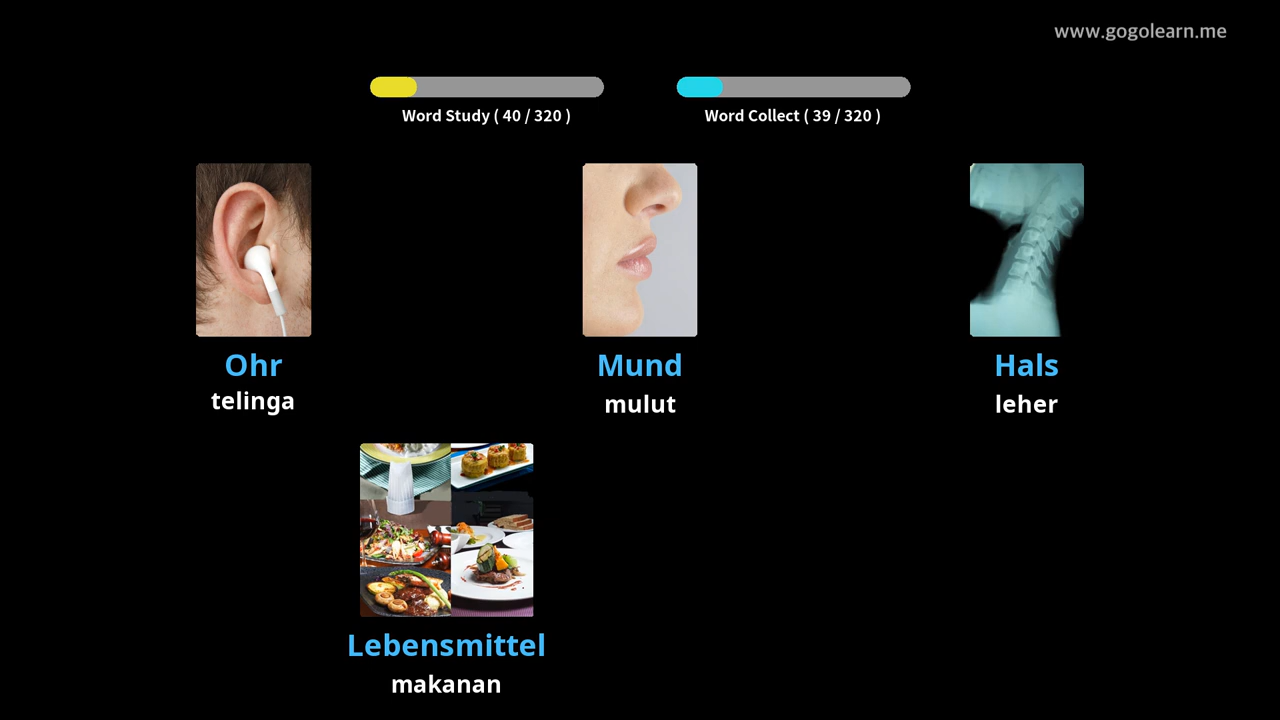 www.gogolearn.me
Word Study ( 40 / 320 )
Word Collect ( 39 / 320 )
Ohr
telinga
Mund
mulut
Hals
leher
Lebensmittel
makanan